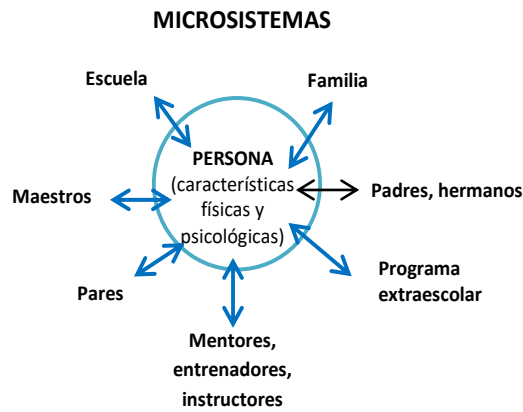 MICROSISTEMAS
Escuela
Familia
PERSONA
(características
físicas y
psicológicas)
Maestros
Padres, hermanos
Pares
Programa
extraescolar
Mentores,
entrenadores,
instructores